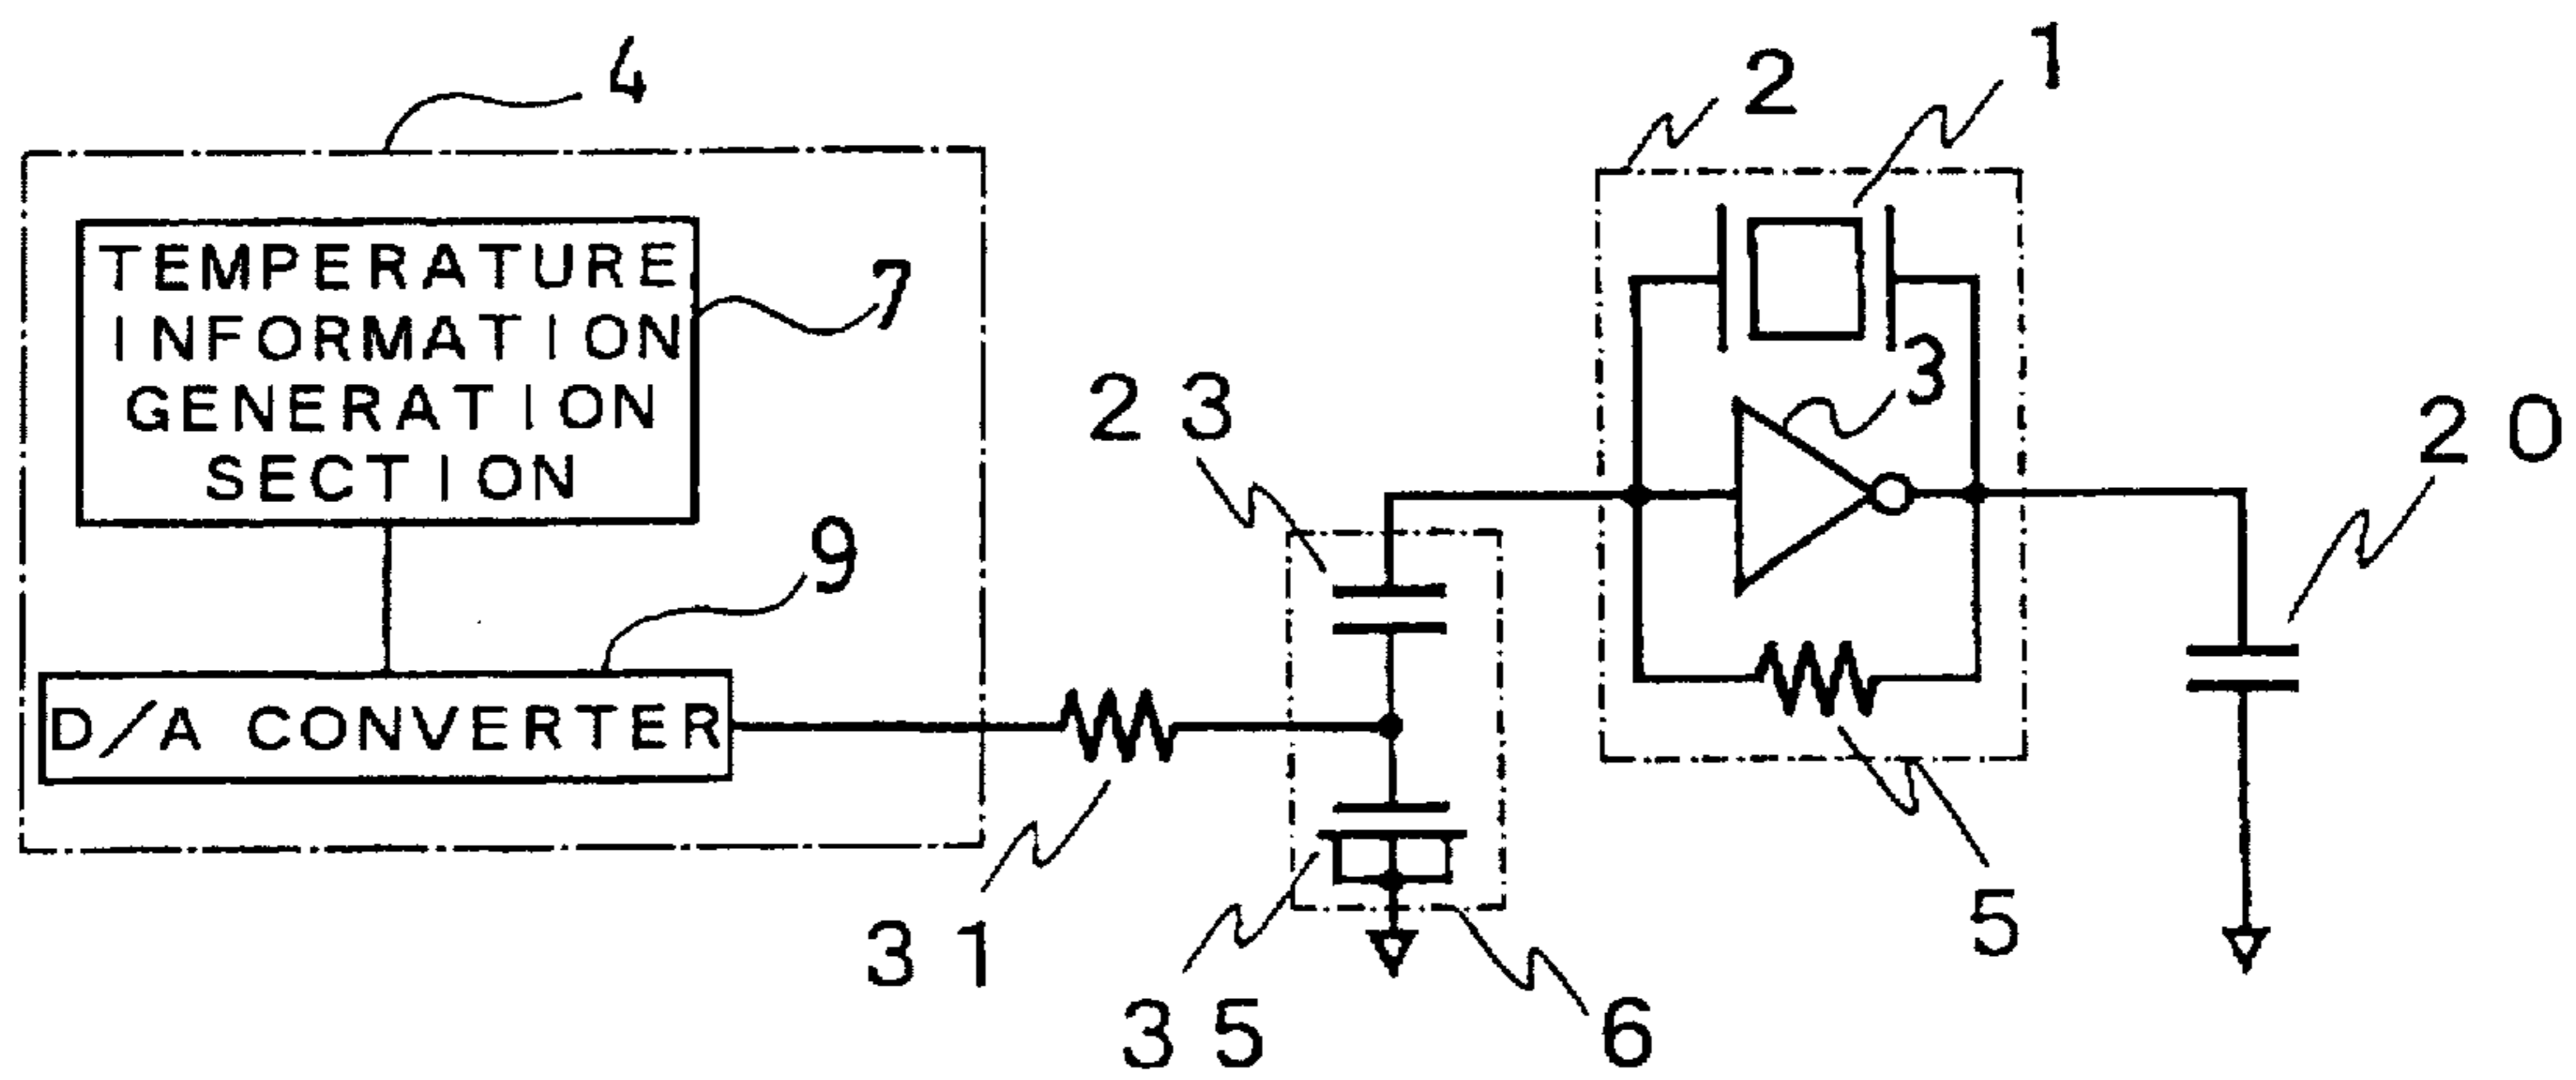 4
2
1
TEMPERATURE
INFORMATION
GENERATION
SECTION
7
3
23
20
9
D/A CONVERTER
31
35
6
5